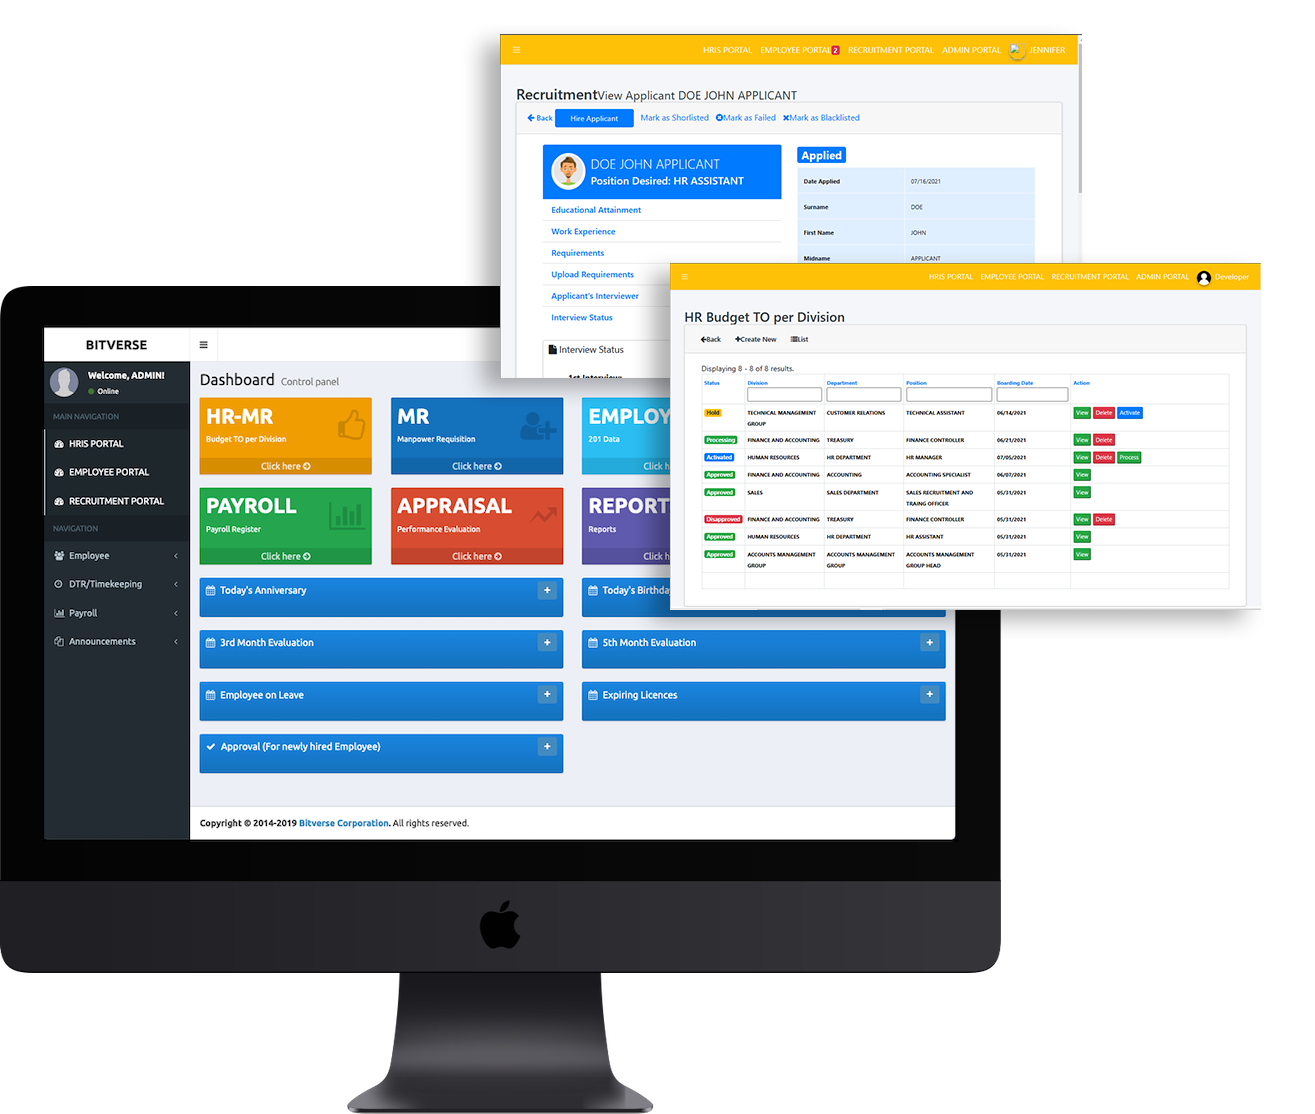 HRIS PORTAL EMPLOYEE PORTAL 2 RECRUITMENT PORTAL ADMIN PORTAL JENNIFER
RecruitmentView Applicant DOE JOHN APPLICANT
Back Hire Applicant Mark as Shorlisted Mark as Failed Mark as Blacklisted
DOE JOHN APPLICANT
Position Desired: HR ASSISTANT
Educational Attainment
Work Experience
Requirements
Upload Requirements
Applicant's Interviewer
Interview Status
Interview Status
1st Interview
Applied
Date Applied 07/16/2021
Surname DOE
First Name JOHN
Midname APPLICANT
HRIS PORTAL EMPLOYEE PORTAL RECRUITMENT PORTAL ADMIN PORTAL Developer
HR Budget TO per Division
Back Create New List
Displaying 8 - 8 of 8 results.
Status Division Department Position Boarding Date Action
Hold TECHNICAL MANAGEMENT CUSTOMER RELATIONS TECHNICAL ASSISTANT 06/14/2021 View Delete Activate
GROUP
Processing FINANCE AND ACCOUNTING TREASURY FINANCE CONTROLLER 06/21/2021 View Delete
Activated HUMAN RESOURCES HR DEPARTMENT HR MANAGER 07/05/2021 View Delete Process
Approved FINANCE AND ACCOUNTING ACCOUNTING ACCOUNTING SPECIALIST 06/07/2021 View
Approved SALES SALES DEPARTMENT SALES RECRUITMENT AND 05/31/2021 View
TRAING OFFICER
Disapproved FINANCE AND ACCOUNTING TREASURY FINANCE CONTROLLER 05/31/2021 View Delete
Approved HUMAN RESOURCES HR DEPARTMENT HR ASSISTANT 05/31/2021 View
Approved ACCOUNTS MANAGEMENT ACCOUNTS MANAGEMENT ACCOUNTS MANAGEMENT 05/31/2021 View
GROUP GROUP GROUP HEAD
BITVERSE
Welcome, ADMIN!
Online
MAIN NAVIGATION
HRIS PORTAL
EMPLOYEE PORTAL
RECRUITMENT PORTAL
NAVIGATION
Employee
DTR/Timekeeping
Payroll
Announcements
Dashboard Control panel
HR-MR
Budget TO per Division
Click here
MR
Manpower Requisition
Click here
EMPLOY
201 Data
Click h
PAYROLL
Payroll Register
Click here
APPRAISAL
Performance Evaluation
Click here
REPORT
Reports
Click h
Today's Anniversary
Today's Birthda
3rd Month Evaluation
5th Month Evaluation
Employee on Leave
Expiring Licences
Approval (For newly hired Employee)
Copyright © 2014-2019 Bitverse Corporation. All rights reserved.